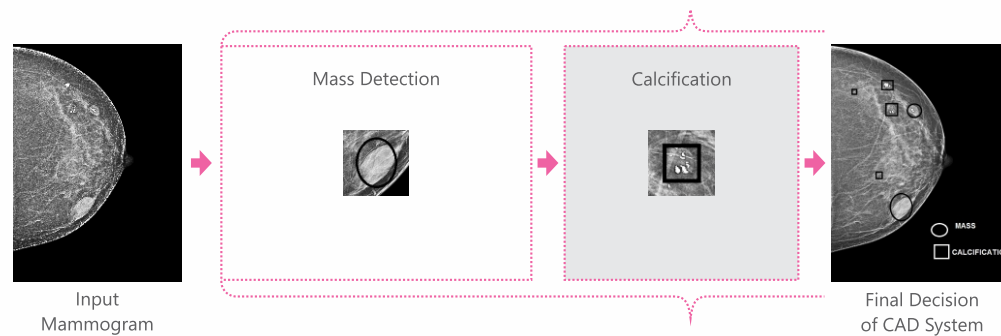 Mass Detection
Calcification
Input
Mammogram
MASS
CALCIFICATIO
Final Decision
of CAD System